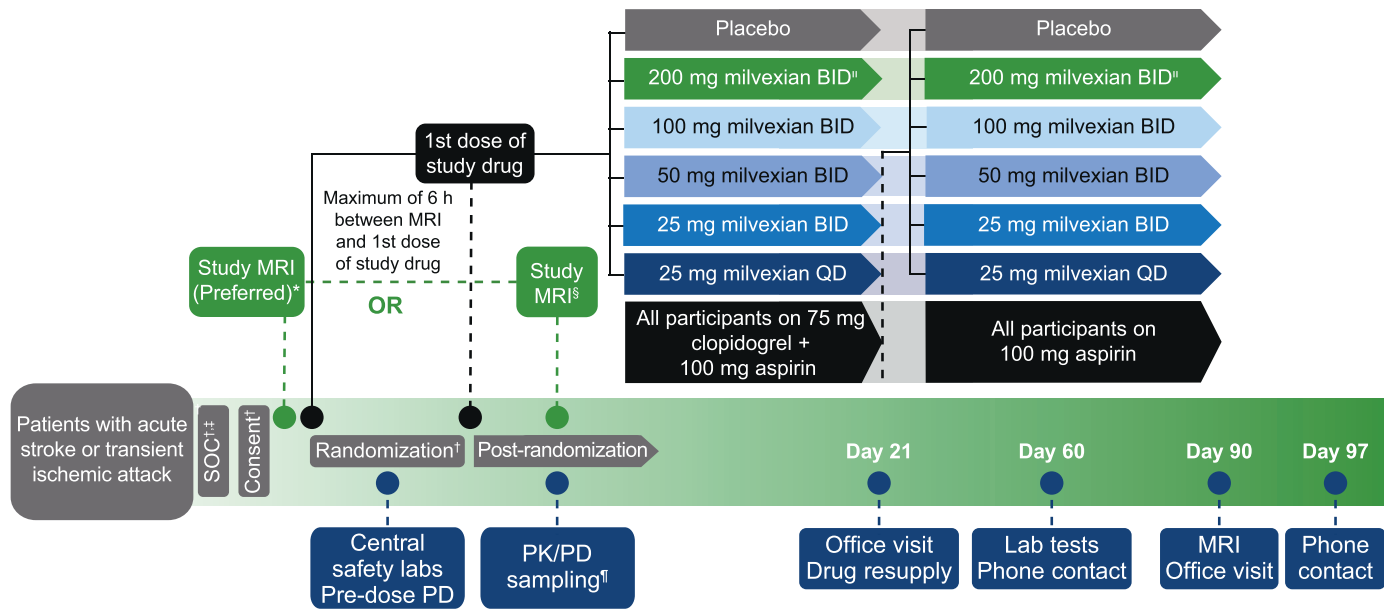 Placebo
200 mg milvexian BIDᴵᴵ
100 mg milvexian BID
50 mg milvexian BID
25 mg milvexian BID
25 mg milvexian QD
All participants on 75 mg
clopidogrel +
100 mg aspirin
Placebo
200 mg milvexian BIDᴵᴵ
100 mg milvexian BID
50 mg milvexian BID
25 mg milvexian BID
25 mg milvexian QD
All participants on
100 mg aspirin
1st dose of
study drug
Maximum of 6 h
between MRI
and 1st dose
of study drug
Study MRI
(Preferred)*
OR
Study
MRI§
Patients with acute
stroke or transient
ischemic attack
SOC†,‡
Consent†
Randomization†
Post-randomization
Day 21
Day 60
Day 90
Day 97
Central
safety labs
Pre-dose PD
PK/PD
sampling¶
Office visit
Drug resupply
Lab tests
Phone contact
MRI
Office visit
Phone
contact